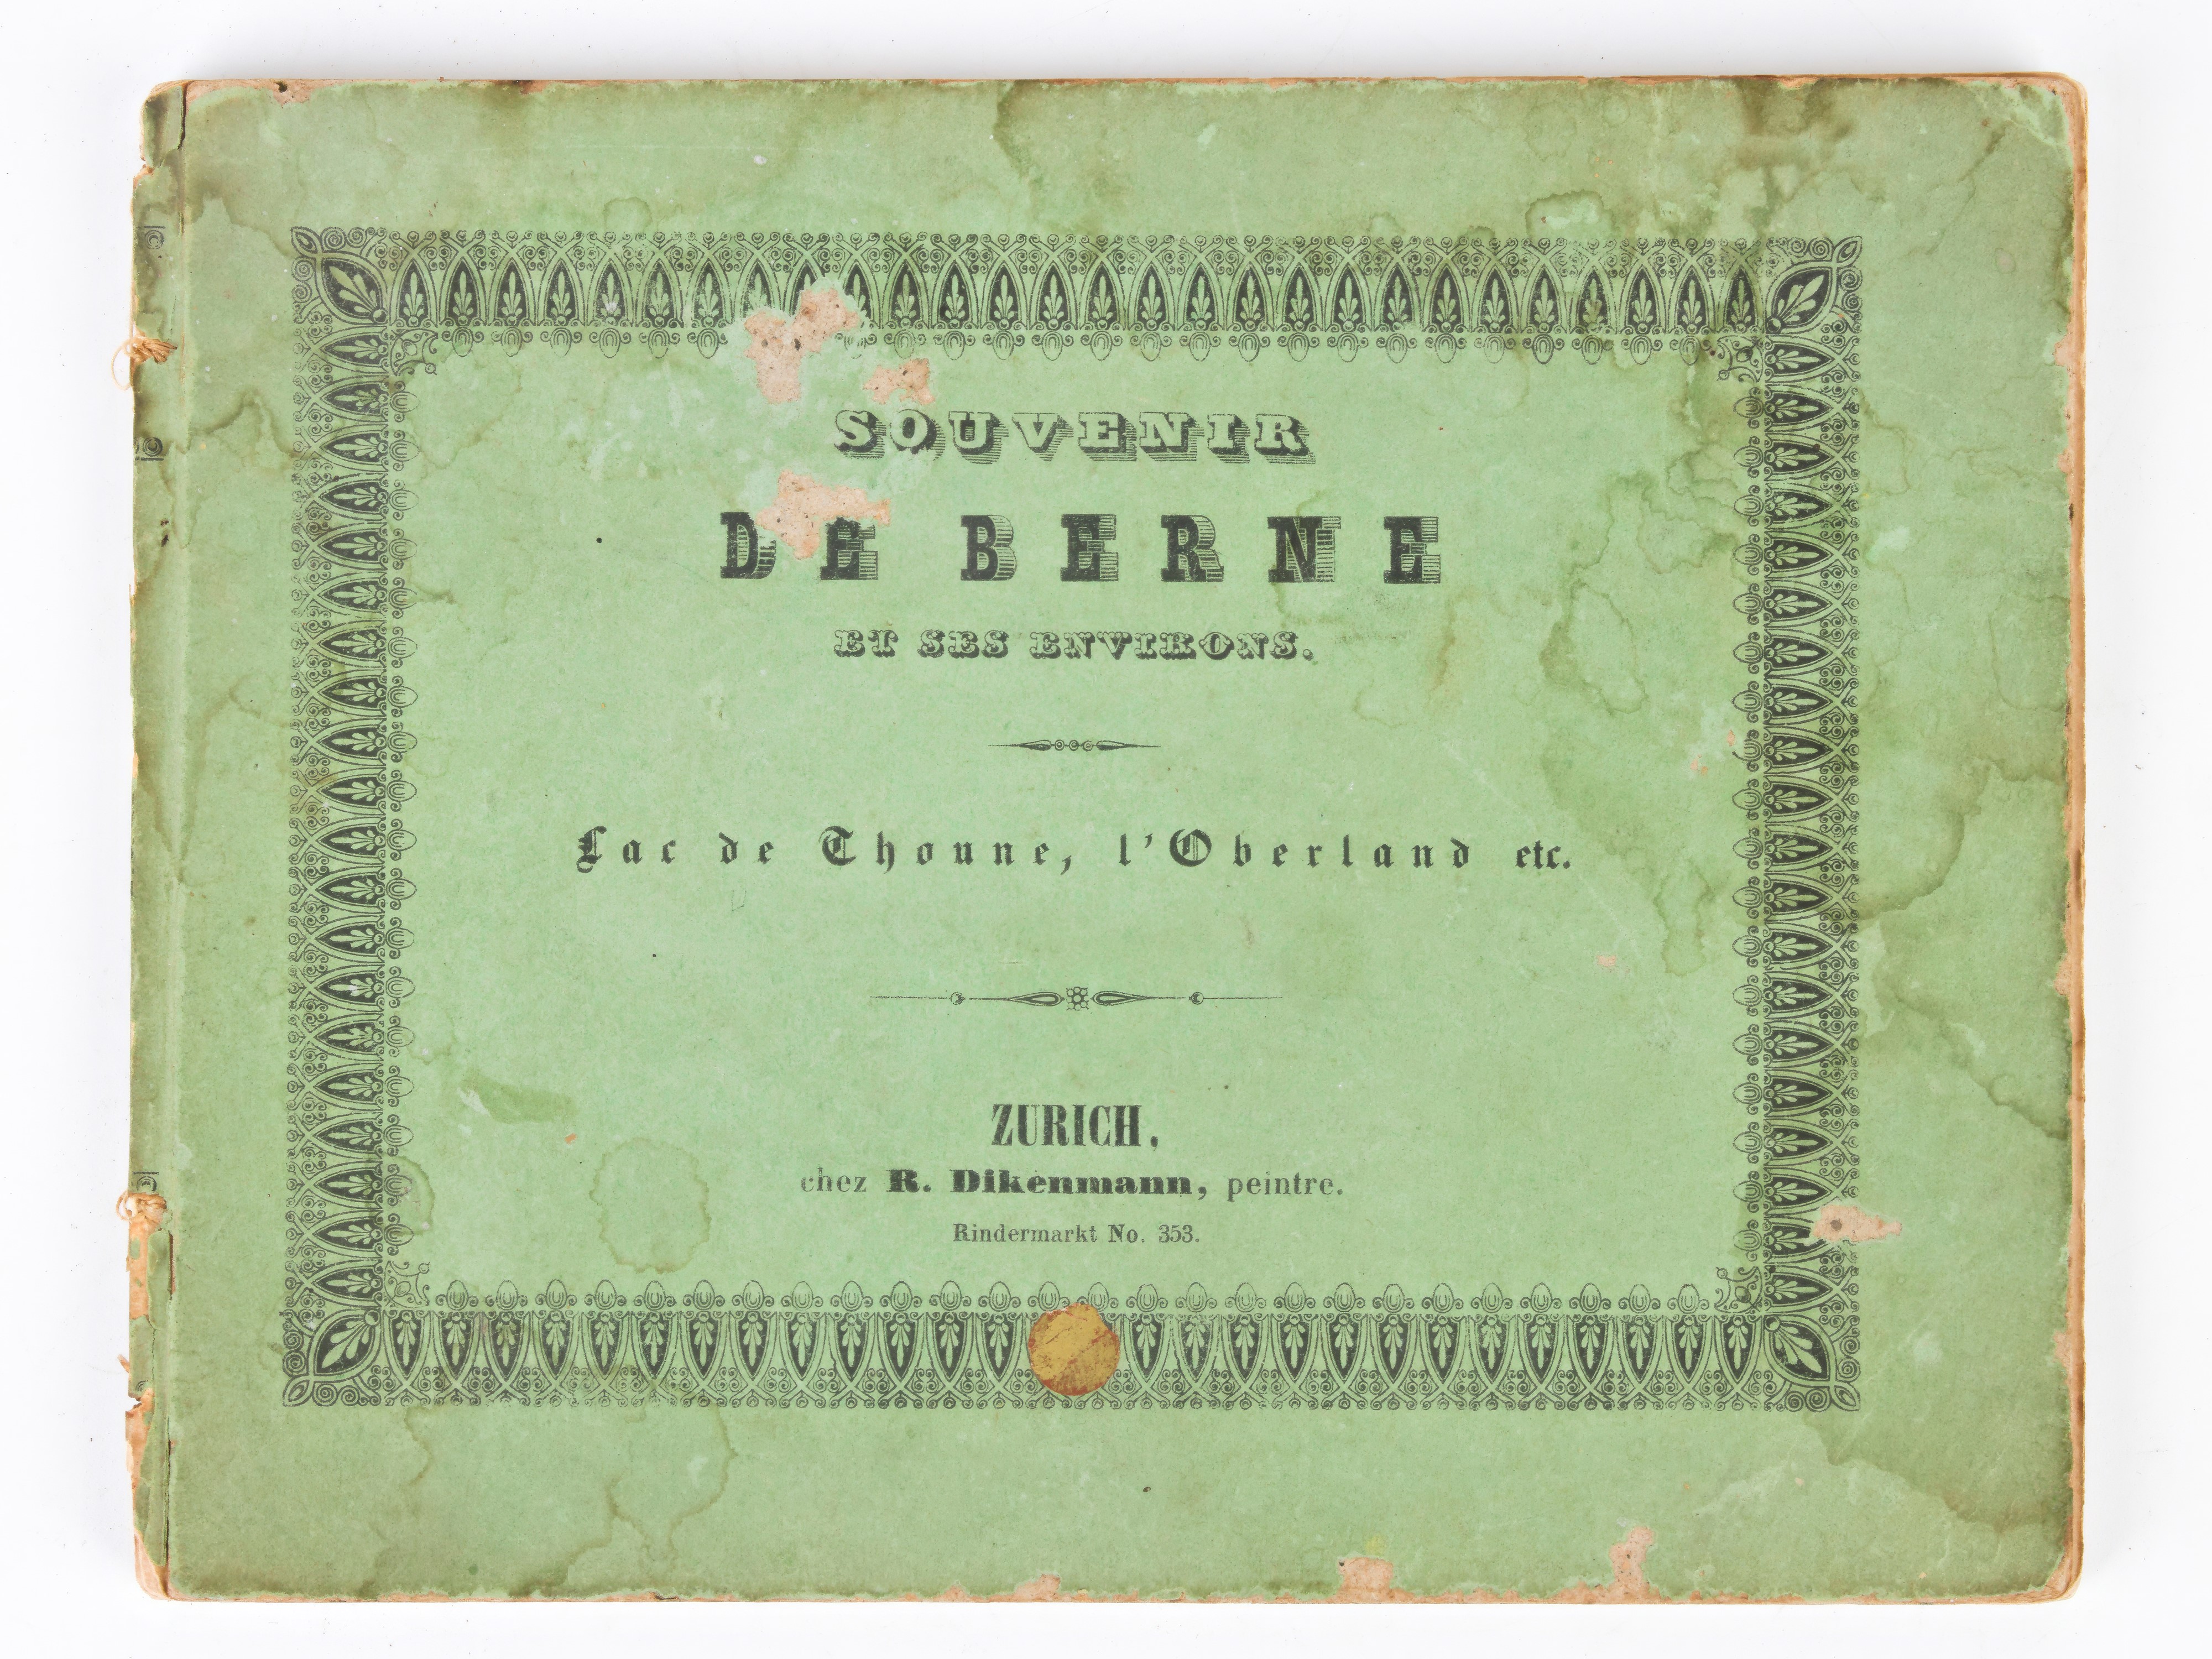 SOUVENIR
DE BERNE
ET SES ENVIRONS.
Lac de Thoune, l'Oberland etc.
ZURICH,
chez R. Dikenmann, peintre.
Rindermarkt No. 353.